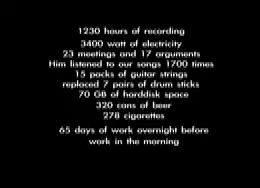 1230 hours of recording
3400 watt of electricity
23 meetings and 17 arguments
Him listened to our songs 1700 times
15 packs of guitar strings
replaced 7 pairs of drum sticks
70 GB of harddisk space
320 cans of beer
278 cigarettes
65 days of work overnight before
work in the morning